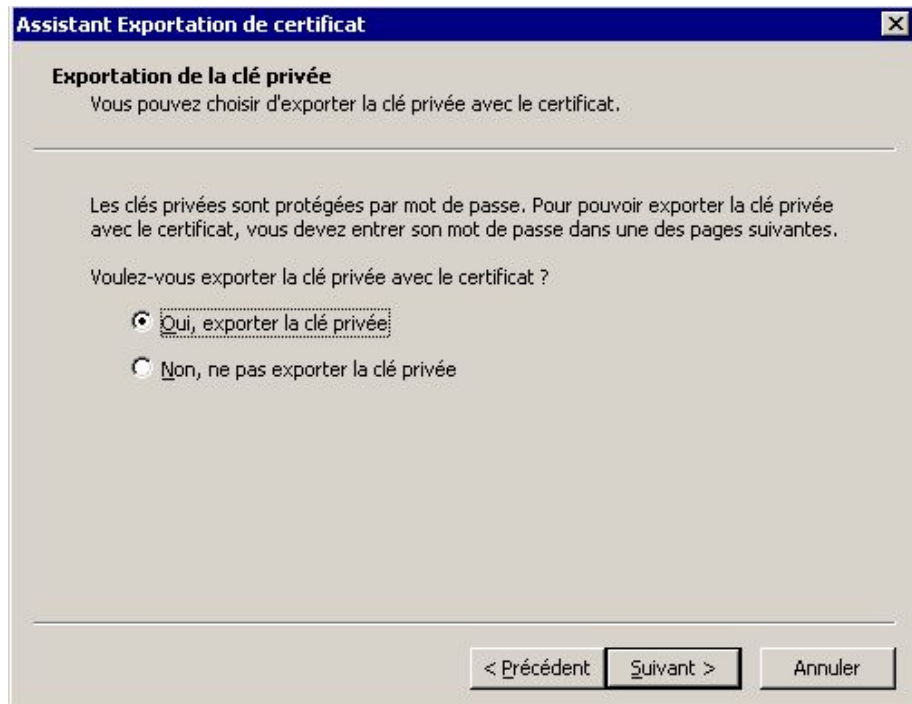 Assistant Exportation de certificat
Exportation de la clé privée
Vous pouvez choisir d'exporter la clé privée avec le certificat.
Les clés privées sont protégées par mot de passe. Pour pouvoir exporter la clé privée
avec le certificat, vous devez entrer son mot de passe dans une des pages suivantes.
Voulez-vous exporter la clé privée avec le certificat ?
Oui, exporter la clé privée
Non, ne pas exporter la clé privée
< Précédent Suivant > Annuler